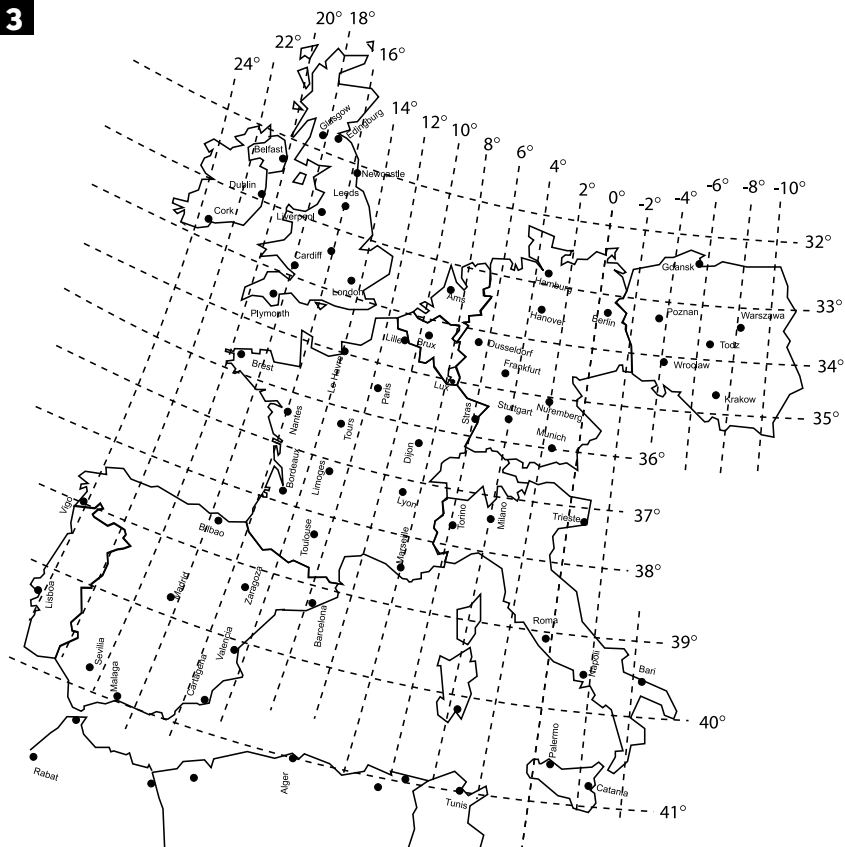 3
20° 18°
22°
16°
24°
14°
12°
10°
8°
6°
4°
2°
0°
-2°
-4°
-6°
-8°
-10°
Glasgow
Edingburg
Belfast
Newcastle
Dublin
Leeds
Cork
Liverpool
32°
Cardiff
Gdansk
Hamburg
London
Ams
Plymonth
33°
Hanover
Berlin
Poznan
Warszawa
Lille
Brux
Dusseldorf
Todz
Brest
Le Havre
Frankfurt
Wroclaw
34°
Lux
Paris
Krakow
Nantes
Tours
Stras
Stuttgart
Nuremberg
35°
Munich
Dijon
36°
Bordeaux
Limoges
Vigo
Lyon
Torino
Milano
Trieste
37°
Bilbao
Toulouse
Marseille
38°
Lisboa
Madrid
Zaragoza
Barcelona
Roma
39°
Valencia
Sevilla
Napoli
Bari
Malaga
Cartagena
40°
Palermo
Rabat
Alger
Catania
Tunis
41°